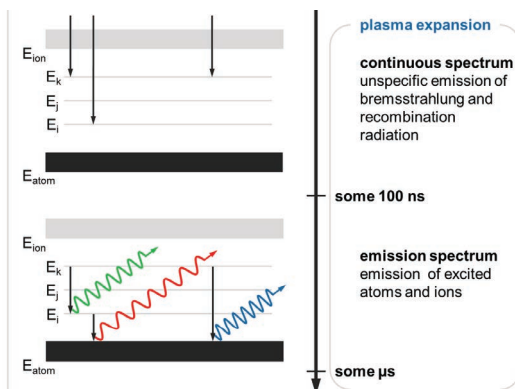 E_ion
E_k
E_j
E_i
E_atom
plasma expansion
continuous spectrum
unspecific emission of
bremsstrahlung and
recombination
radiation
some 100 ns
E_ion
E_k
E_j
E_i
E_atom
emission spectrum
emission of excited
atoms and ions
some µs